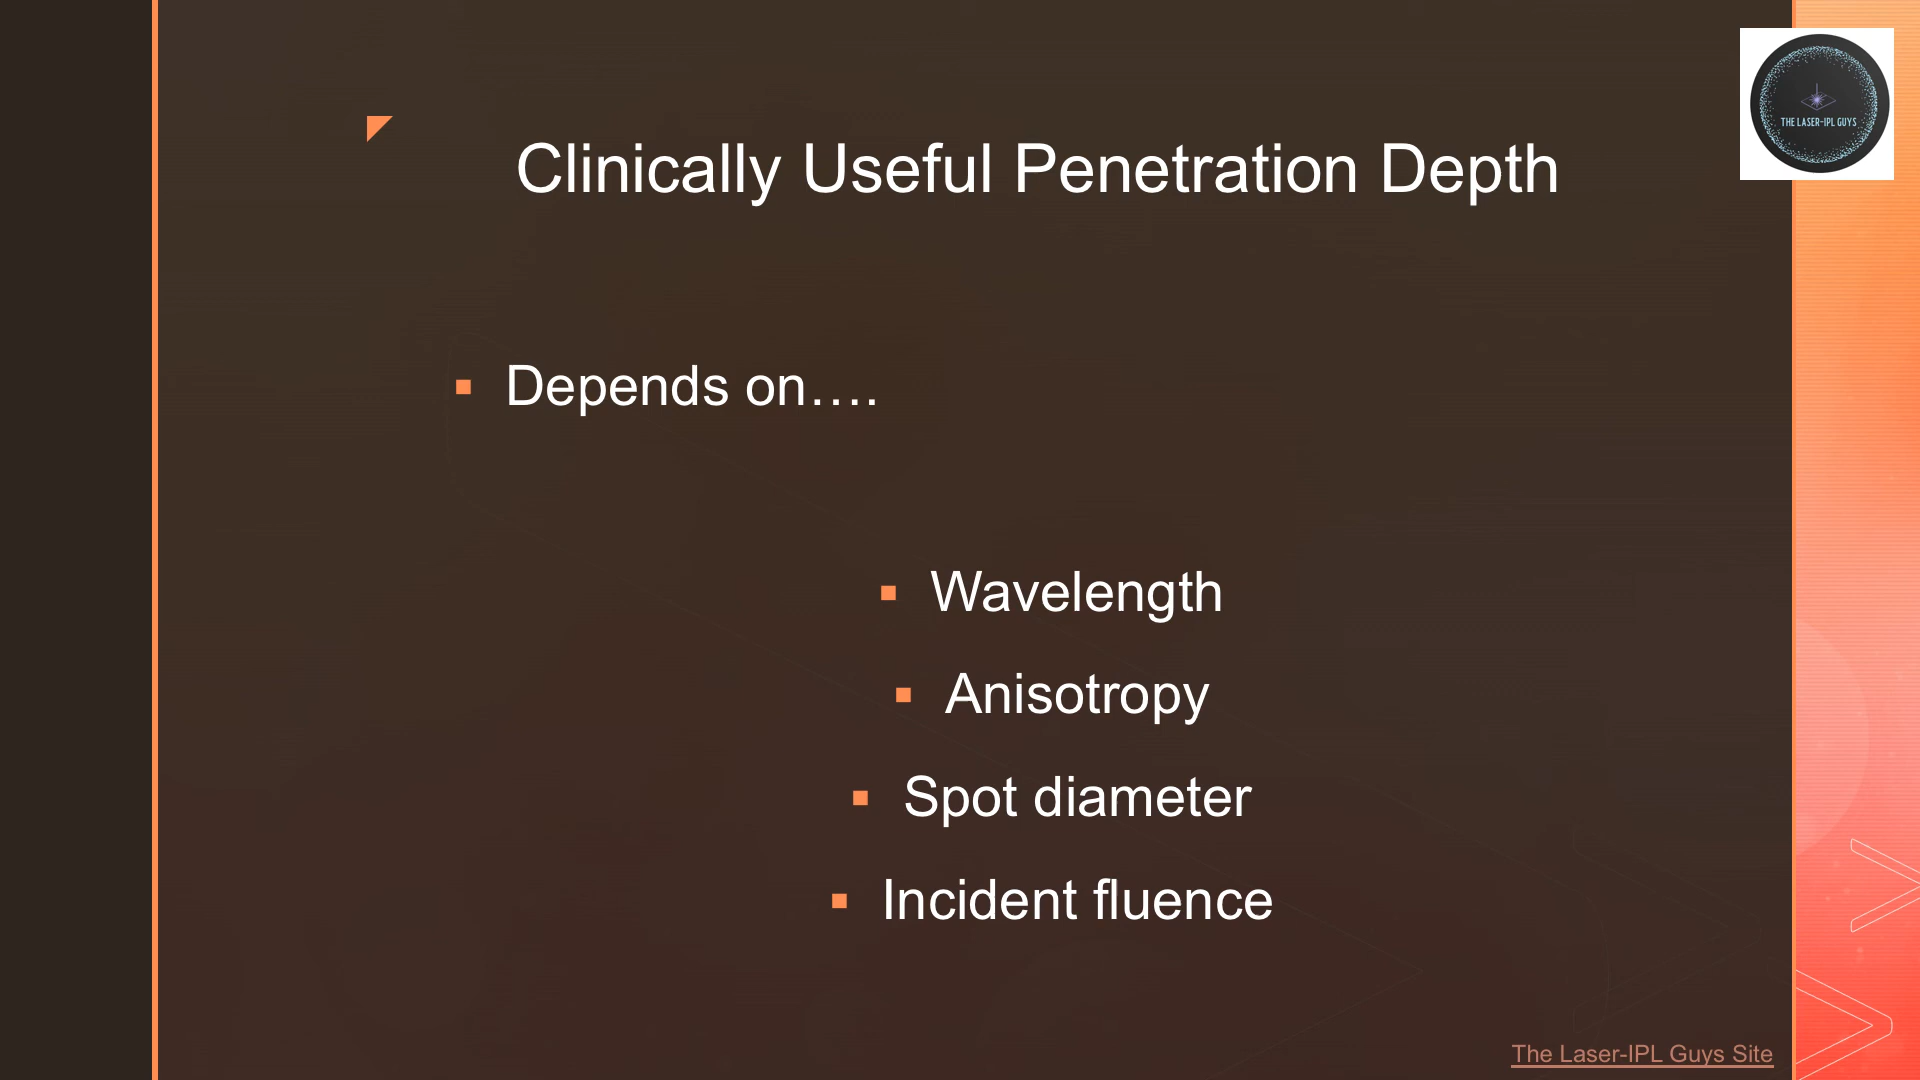 THE LASER-IPL GUYS
Clinically Useful Penetration Depth
Depends on….
Wavelength
Anisotropy
Spot diameter
Incident fluence
The Laser-IPL Guys Site